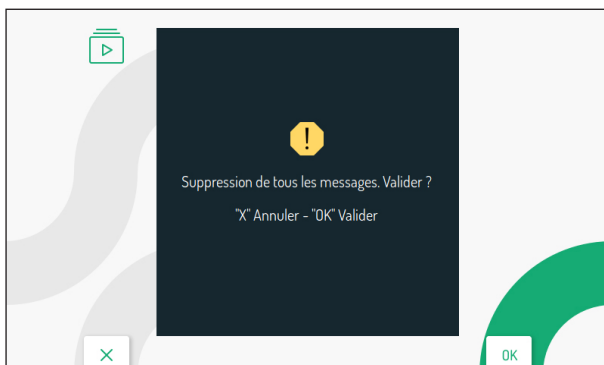 !
Suppression de tous les messages. Valider ?
"X" Annuler - "OK" Valider
OK